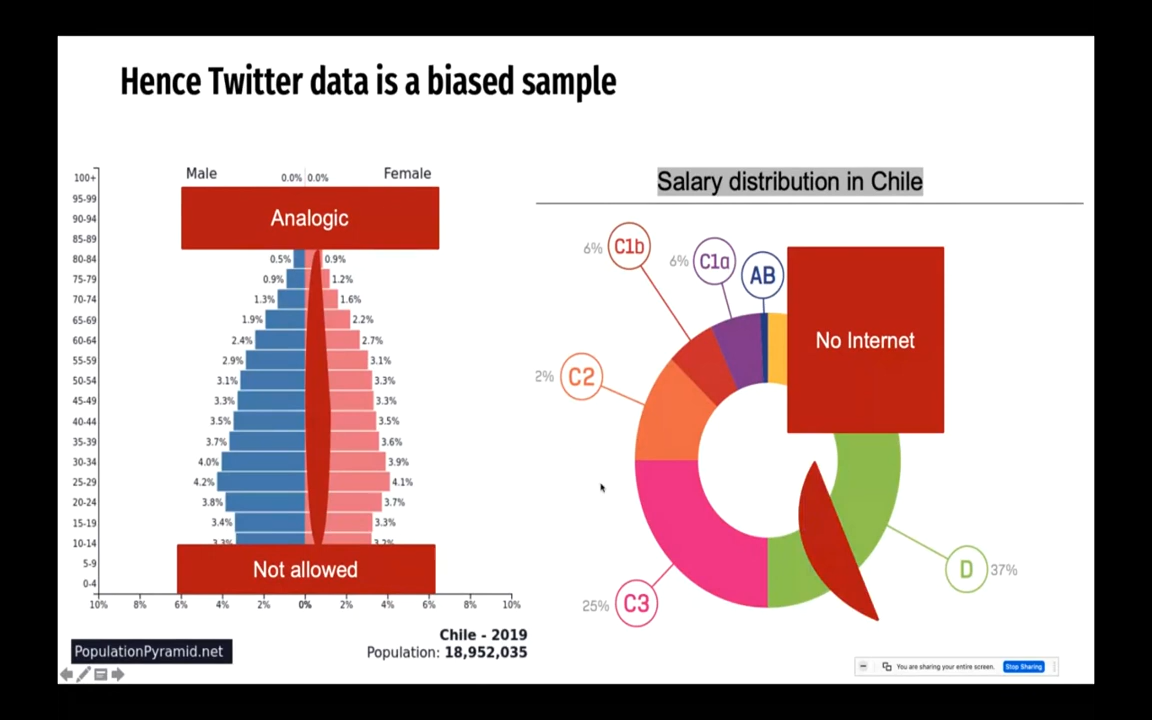 Hence Twitter data is a biased sample
Male
Female
100+
0.0%
0.0%
95-99
90-94
Analogic
85-89
80-84
0.5%
0.9%
75-79
0.9%
1.2%
70-74
1.3%
1.6%
65-69
1.9%
2.2%
60-64
2.4%
2.7%
55-59
2.9%
3.1%
50-54
3.1%
3.3%
45-49
3.3%
3.3%
40-44
3.5%
3.5%
35-39
3.7%
3.6%
30-34
4.0%
3.9%
25-29
4.2%
4.1%
20-24
3.8%
3.7%
15-19
3.4%
3.3%
10-14
3.3%
3.2%
5-9
Not allowed
0-4
10% 8% 6% 4% 2% 0% 2% 4% 6% 8% 10%
Chile - 2019
PopulationPyramid.net
Population: 18,952,035
Salary distribution in Chile
6% C1b
6% C1a
AB
No Internet
2% C2
D 37%
25% C3
You are sharing your entire screen.
Stop Sharing